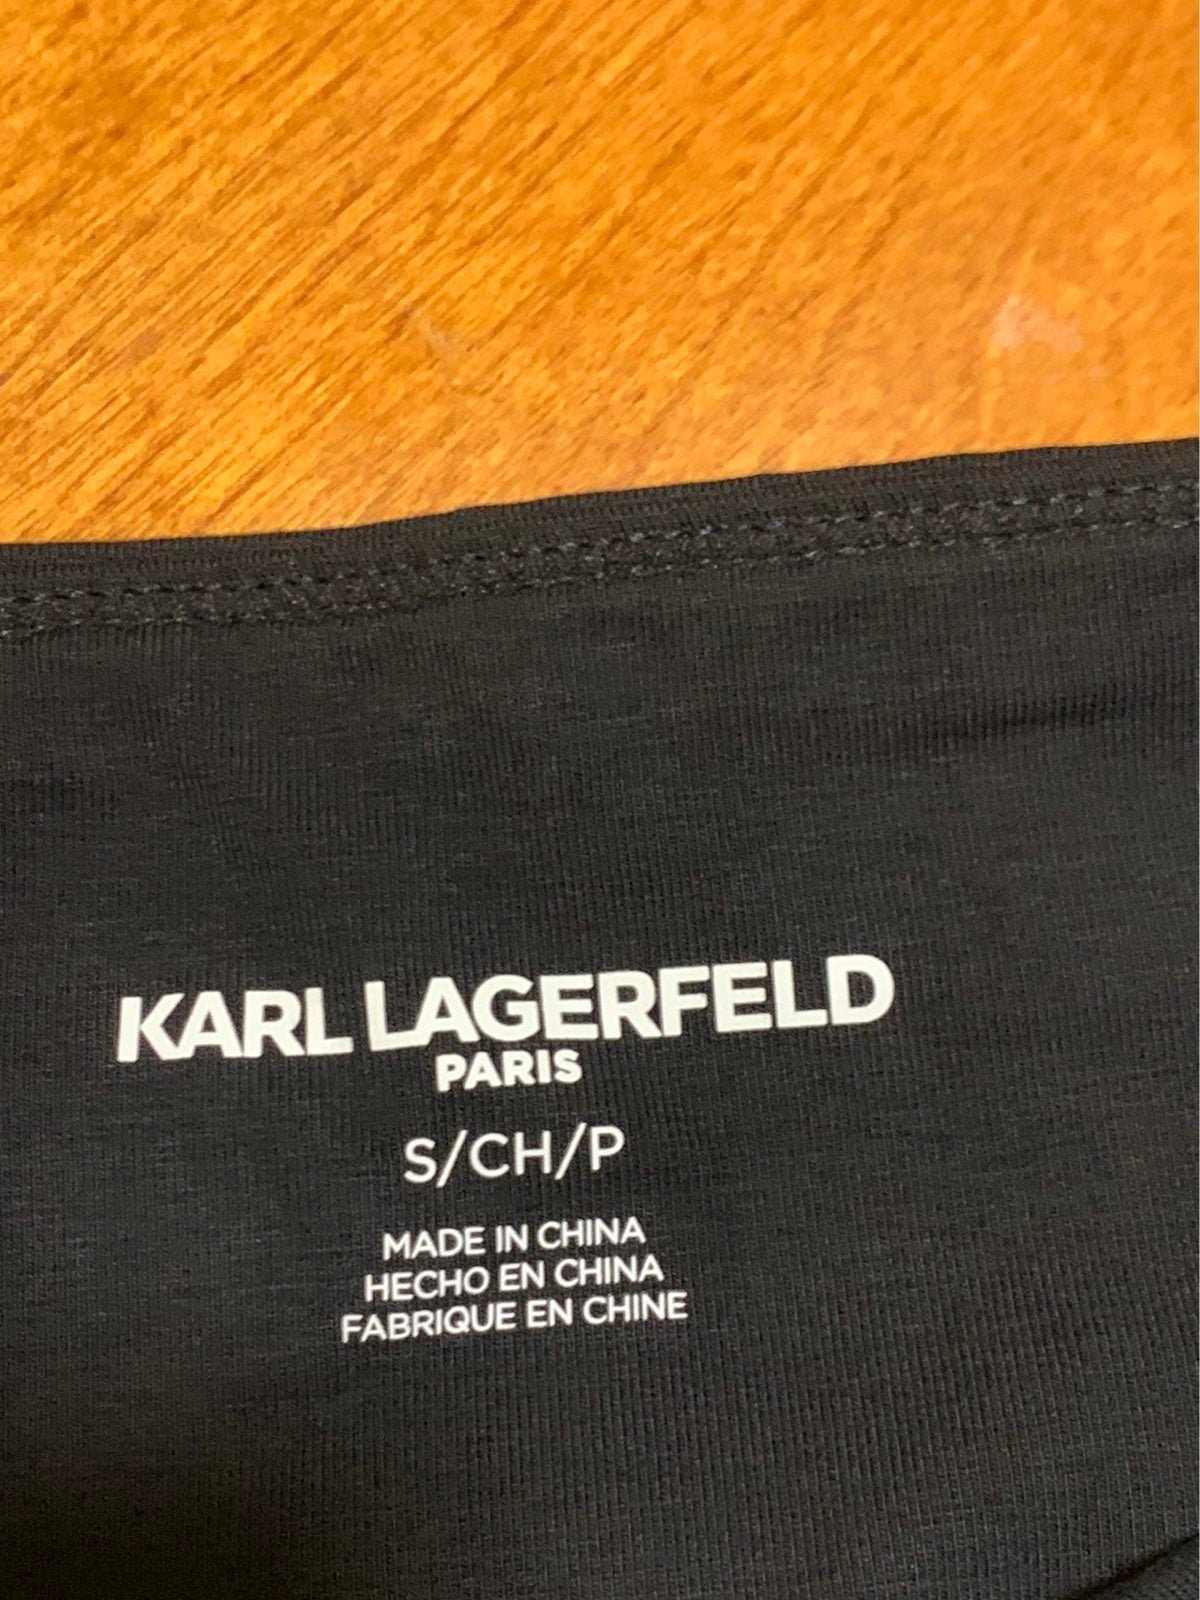 KARL LAGERFELD
PARIS
S/CH/P
MADE IN CHINA
HECHO EN CHINA
FABRIQUE EN CHINE